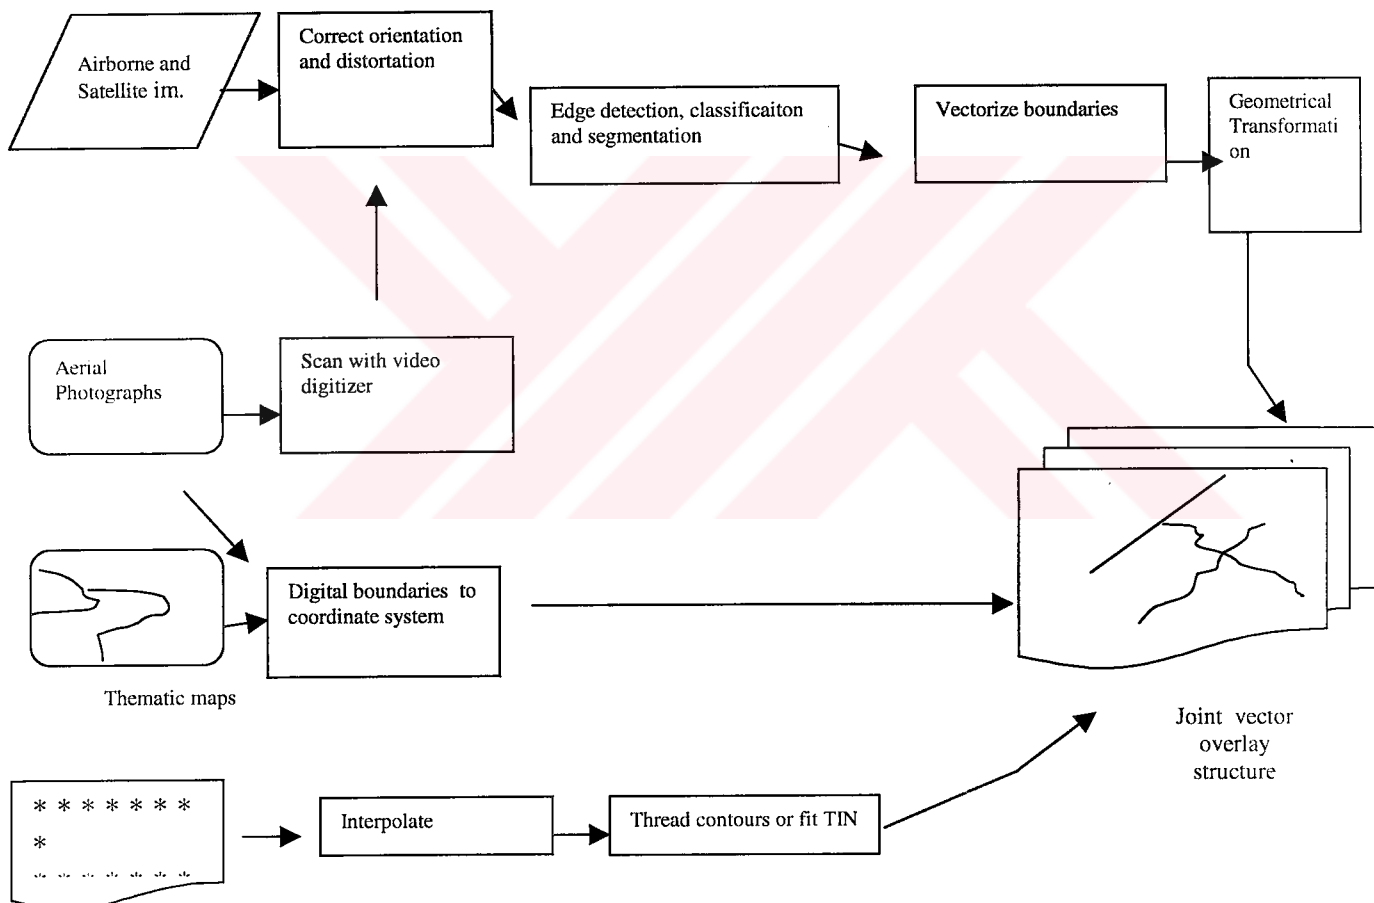 Airborne and
Satellite im.
Correct orientation
and distortation
Edge detection, classificaiton
and segmentation
Vectorize boundaries
Geometrical
Transformati
on
Aerial
Photographs
Scan with video
digitizer
Digital boundaries to
coordinate system
Thematic maps
Joint vector
overlay
structure
* * * * * * *
*
* * * * * * *
Interpolate
Thread contours or fit TIN